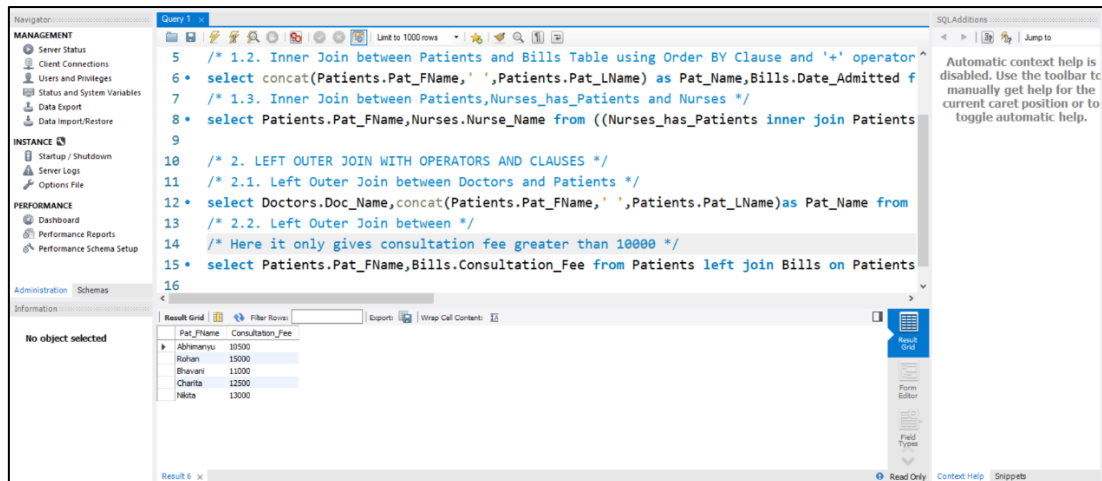 Navigator
MANAGEMENT
Server Status
Client Connections
Users and Privileges
Status and System Variables
Data Export
Data Import/Restore
INSTANCE
Startup / Shutdown
Server Logs
Options File
PERFORMANCE
Dashboard
Performance Reports
Performance Schema Setup
Administration Schemas
Information
No object selected
Query 1
Limit to 1000 rows
5 /* 1.2. Inner Join between Patients and Bills Table using Order BY Clause and '+' operator
6 select concat(Patients.Pat_FName,' ',Patients.Pat_LName) as Pat_Name,Bills.Date_Admitted f
7 /* 1.3. Inner Join between Patients,Nurses_has_Patients and Nurses */
8 select Patients.Pat_FName,Nurses.Nurse_Name from ((Nurses_has_Patients inner join Patients
9
10 /* 2. LEFT OUTER JOIN WITH OPERATORS AND CLAUSES */
11 /* 2.1. Left Outer Join between Doctors and Patients */
12 select Doctors.Doc_Name,concat(Patients.Pat_FName,' ',Patients.Pat_LName)as Pat_Name from
13 /* 2.2. Left Outer Join between */
14 /* Here it only gives consultation fee greater than 10000 */
15 select Patients.Pat_FName,Bills.Consultation_Fee from Patients left join Bills on Patients
16
Result Grid Filter Rows: Export: Wrap Cell Content:
Pat_FName Consultation_Fee
Abhimanyu 10500
Rohan 15000
Bhavani 11000
Charita 12500
Nikita 13000
Result Grid
Form Editor
Field Types
Result 6
Read Only
SQLAdditions
Jump to
Automatic context help is
disabled. Use the toolbar to
manually get help for the
current caret position or to
toggle automatic help.
Context Help Snippets